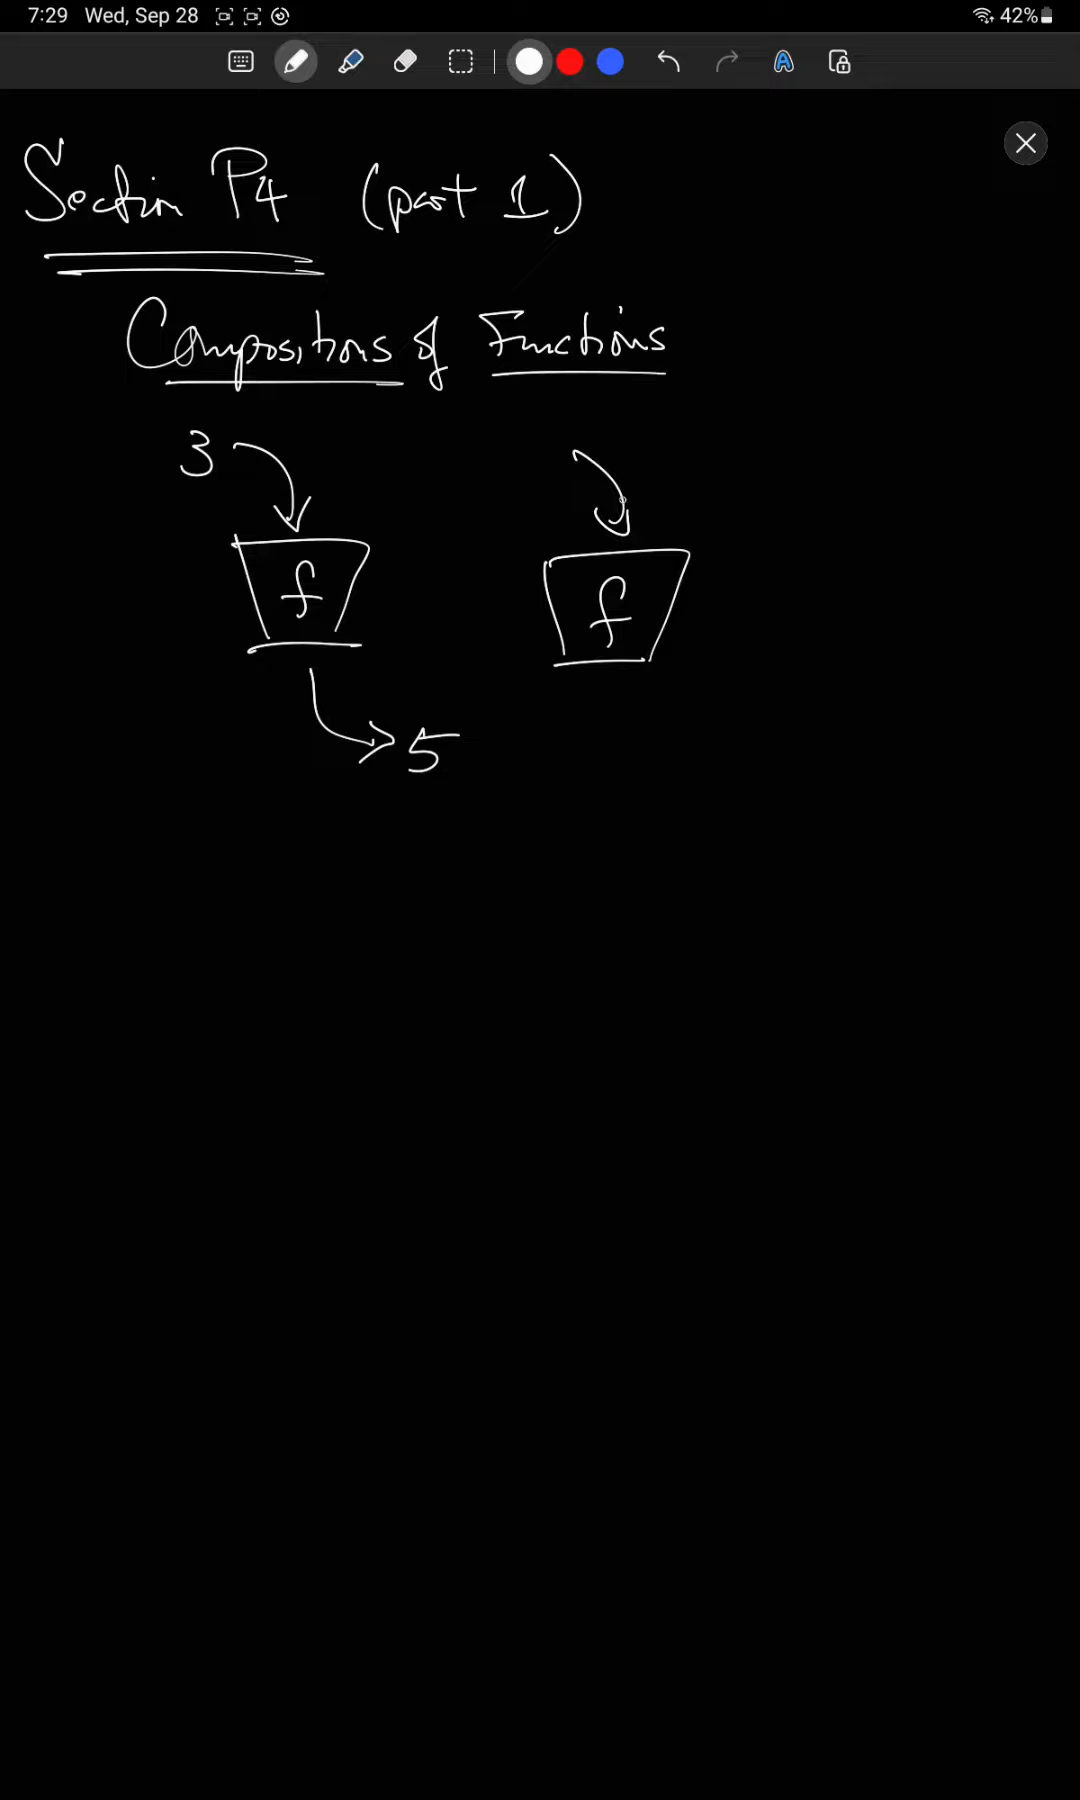 7:29 Wed, Sep 28 42%
A
Section P4 (part 1)
Compositions of Functions
3
f f
5